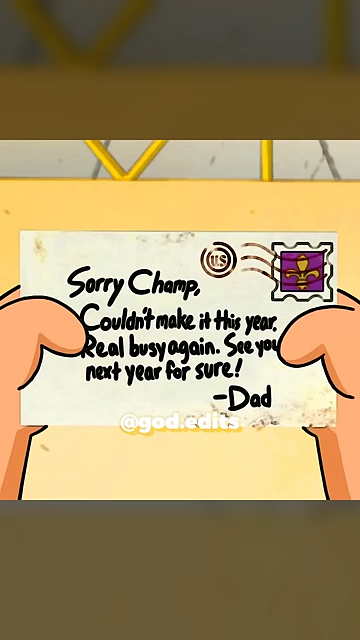 US
Sorry Champ,
Couldn't make it this year.
Real busy again. See you
next year for sure!
-Dad
@god.edits